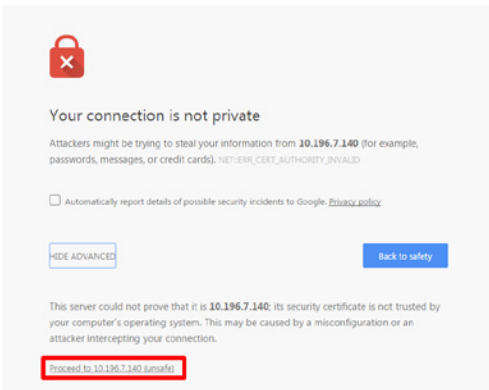 Your connection is not private
Attackers might be trying to steal your information from 10.196.7.140 (for example,
passwords, messages, or credit cards). NET::ERR_CERT_AUTHORITY_INVALID
Automatically report details of possible security incidents to Google. Privacy policy
HIDE ADVANCED
Back to safety
This server could not prove that it is 10.196.7.140; its security certificate is not trusted by
your computer's operating system. This may be caused by a misconfiguration or an
attacker intercepting your connection.
Proceed to 10.196.7.140 (unsafe)